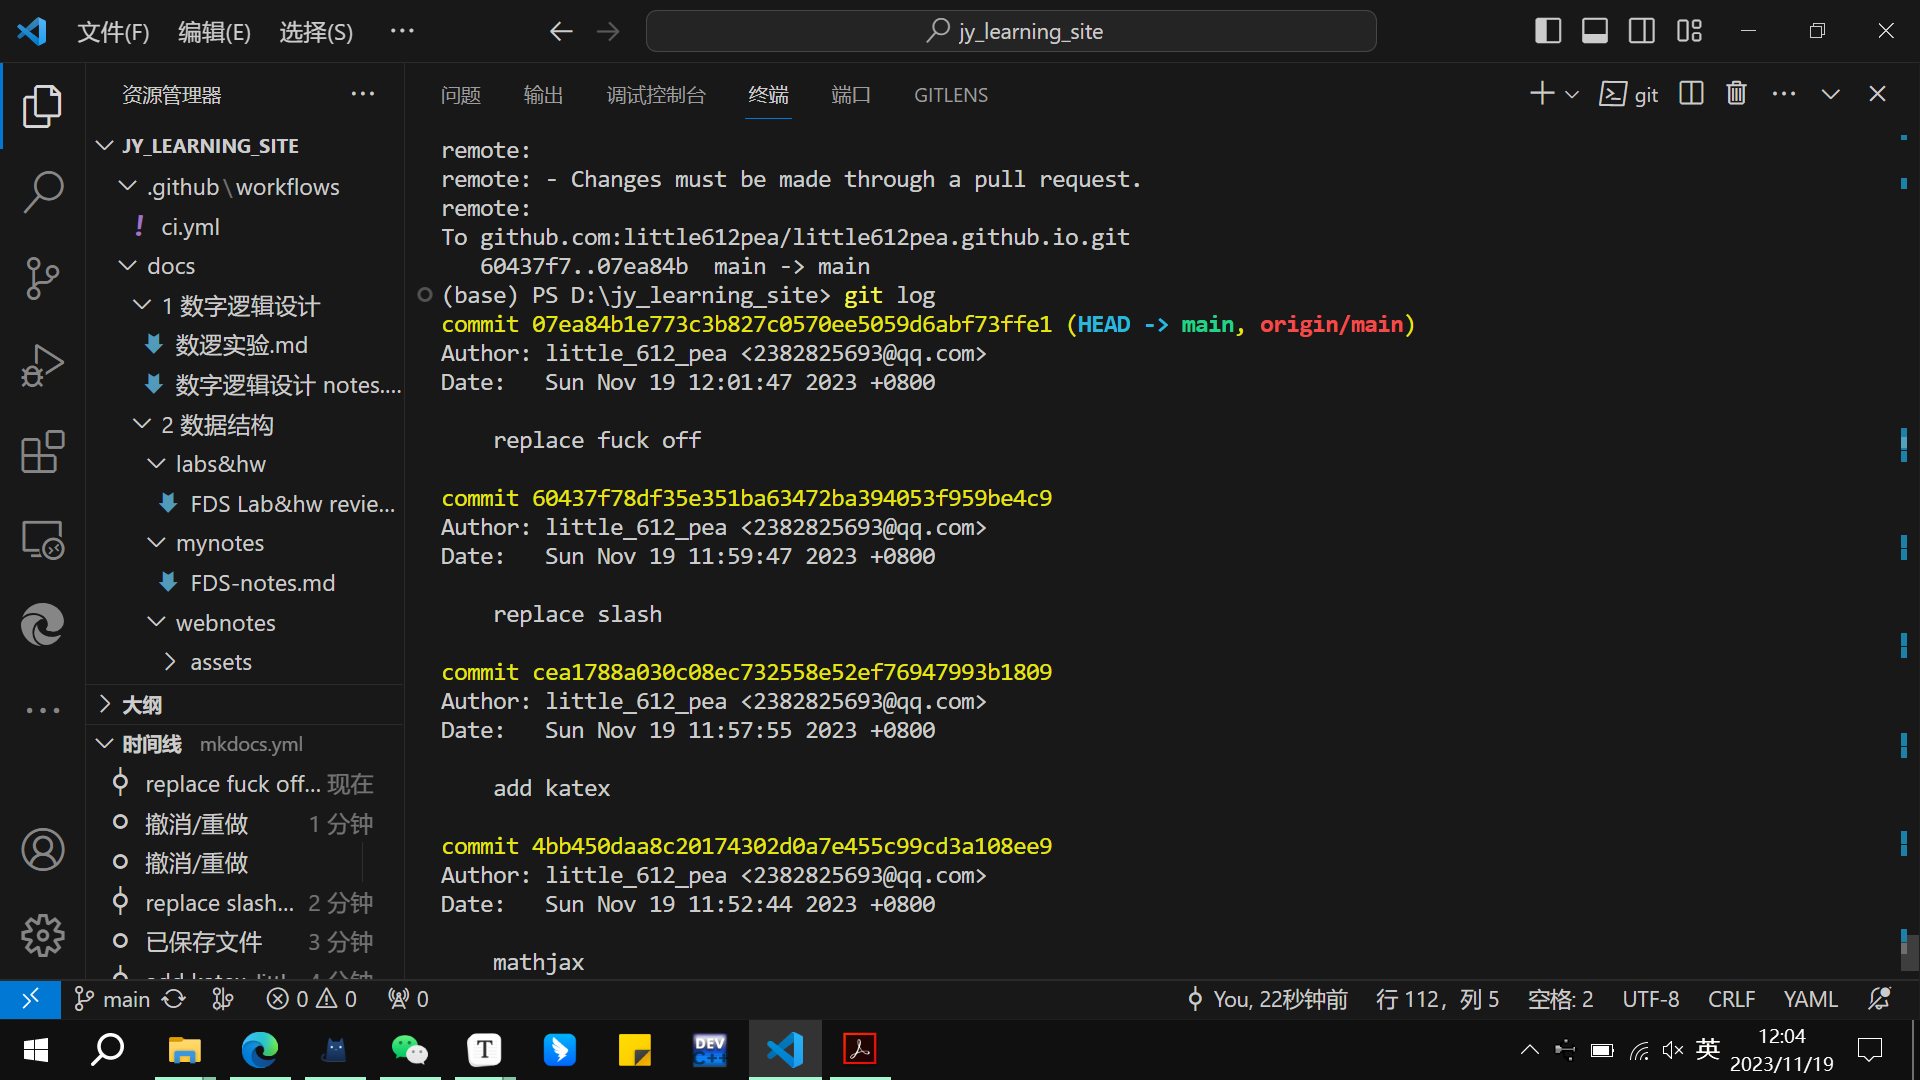 文件(F) 编辑(E) 选择(S) ··· jy_learning_site
资源管理器 ···
JY_LEARNING_SITE
.github\workflows
! ci.yml
docs
1 数字逻辑设计
数逻实验.md
数字逻辑设计 notes....
2 数据结构
labs&hw
FDS Lab&hw revie...
mynotes
FDS-notes.md
webnotes
assets
大纲
时间线 mkdocs.yml
replace fuck off... 现在
撤消/重做 1 分钟
撤消/重做
replace slash... 2 分钟
已保存文件 3 分钟
问题 输出 调试控制台 终端 端口 GITLENS git
remote:
remote: - Changes must be made through a pull request.
remote:
To github.com:little612pea/little612pea.github.io.git
60437f7..07ea84b main -> main
(base) PS D:\jy_learning_site> git log
commit 07ea84b1e773c3b827c0570ee5059d6abf73ffe1 (HEAD -> main, origin/main)
Author: little_612_pea <2382825693@qq.com>
Date: Sun Nov 19 12:01:47 2023 +0800
replace fuck off
commit 60437f78df35e351ba63472ba394053f959be4c9
Author: little_612_pea <2382825693@qq.com>
Date: Sun Nov 19 11:59:47 2023 +0800
replace slash
commit cea1788a030c08ec732558e52ef76947993b1809
Author: little_612_pea <2382825693@qq.com>
Date: Sun Nov 19 11:57:55 2023 +0800
add katex
commit 4bb450daa8c20174302d0a7e455c99cd3a108ee9
Author: little_612_pea <2382825693@qq.com>
Date: Sun Nov 19 11:52:44 2023 +0800
mathjax
main 0 0 0 You, 22秒钟前 行 112, 列 5 空格: 2 UTF-8 CRLF YAML
T DEV C++ 英 12:04
2023/11/19